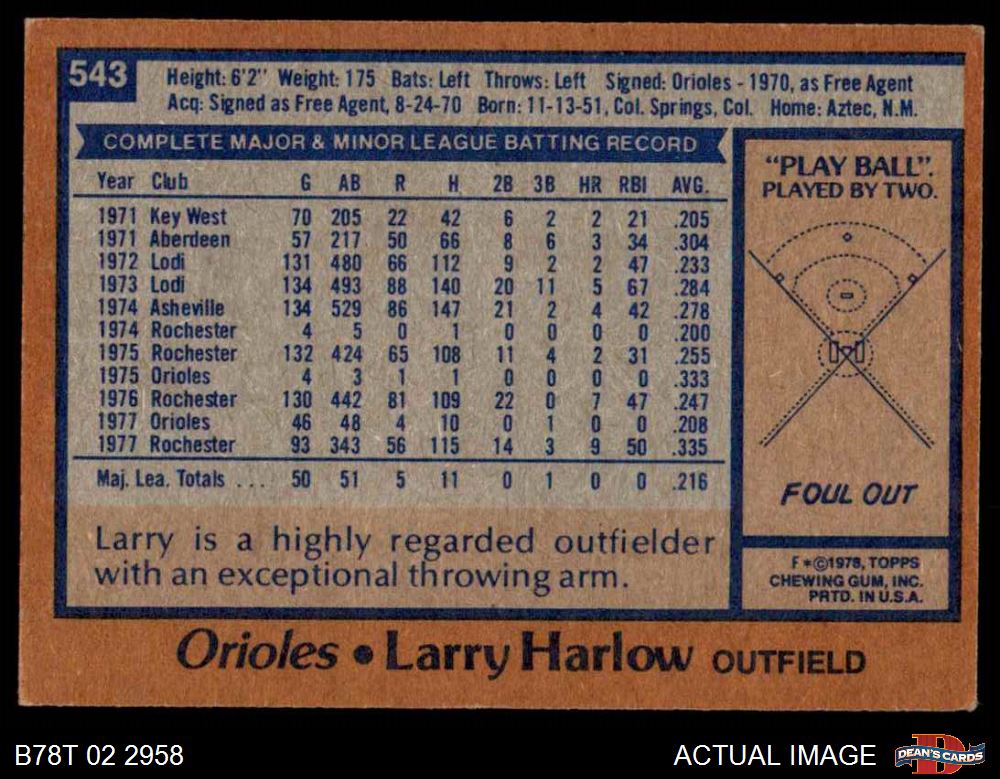 543
Height: 6'2" Weight: 175 Bats: Left Throws: Left Signed: Orioles - 1970, as Free Agent
Acq: Signed as Free Agent, 8-24-70 Born: 11-13-51, Col. Springs, Col. Home: Aztec, N.M.
COMPLETE MAJOR & MINOR LEAGUE BATTING RECORD
Year Club G AB R H 2B 3B HR RBI AVG.
1971 Key West 70 205 22 42 6 2 2 21 .205
1971 Aberdeen 57 217 50 66 8 6 3 34 .304
1972 Lodi 131 480 66 112 9 2 2 47 .233
1973 Lodi 134 493 88 140 20 11 5 67 .284
1974 Asheville 134 529 86 147 21 2 4 42 .278
1974 Rochester 4 5 0 1 0 0 0 0 .200
1975 Rochester 132 424 65 108 11 4 2 31 .255
1975 Orioles 4 3 1 1 0 0 0 0 .333
1976 Rochester 130 442 81 109 22 0 7 47 .247
1977 Orioles 46 48 4 10 0 1 0 0 .208
1977 Rochester 93 343 56 115 14 3 9 50 .335
Maj. Lea. Totals ... 50 51 5 11 0 1 0 0 .216
Larry is a highly regarded outfielder
with an exceptional throwing arm.
"PLAY BALL".
PLAYED BY TWO.
FOUL OUT
F*©1978, TOPPS
CHEWING GUM, INC.
PRTD. IN U.S.A.
Orioles • Larry Harlow OUTFIELD
B78T 02 2958
ACTUAL IMAGE
D
DEAN'S CARDS